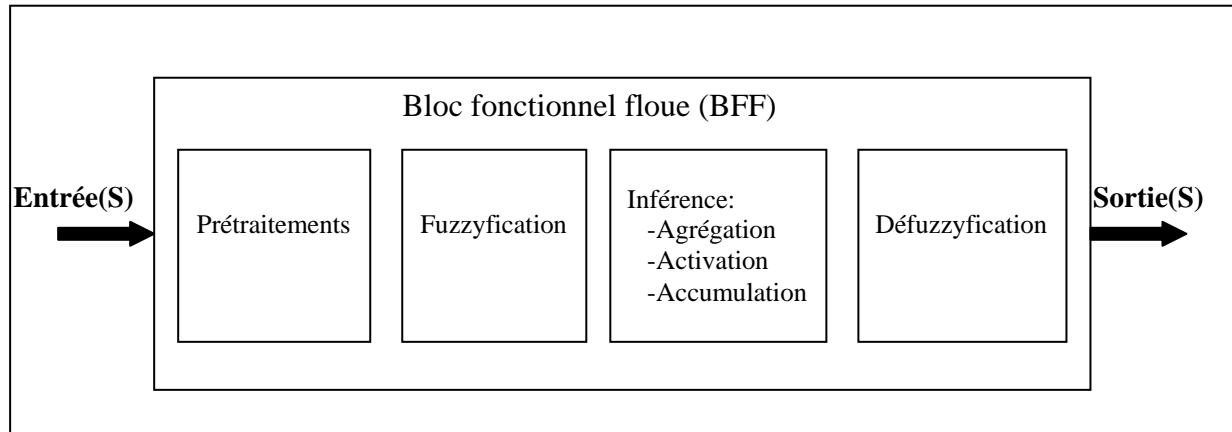 Bloc fonctionnel floue (BFF)
Entrée(S)
Prétraitements
Fuzzyfication
Inférence:
-Agrégation
-Activation
-Accumulation
Défuzzyfication
Sortie(S)